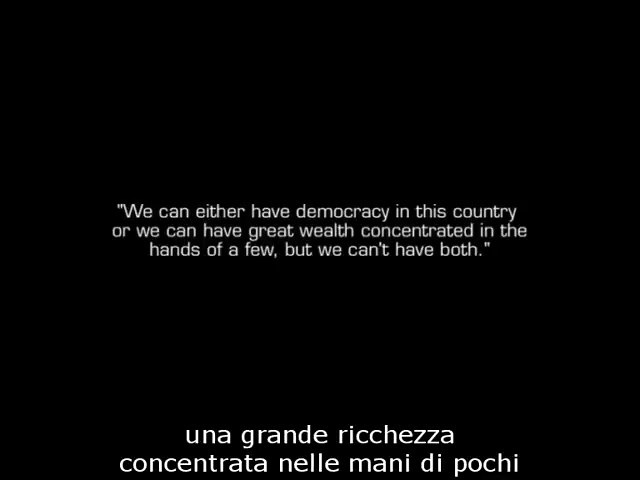 "We can either have democracy in this country
or we can have great wealth concentrated in the
hands of a few, but we can't have both."
una grande ricchezza
concentrata nelle mani di pochi